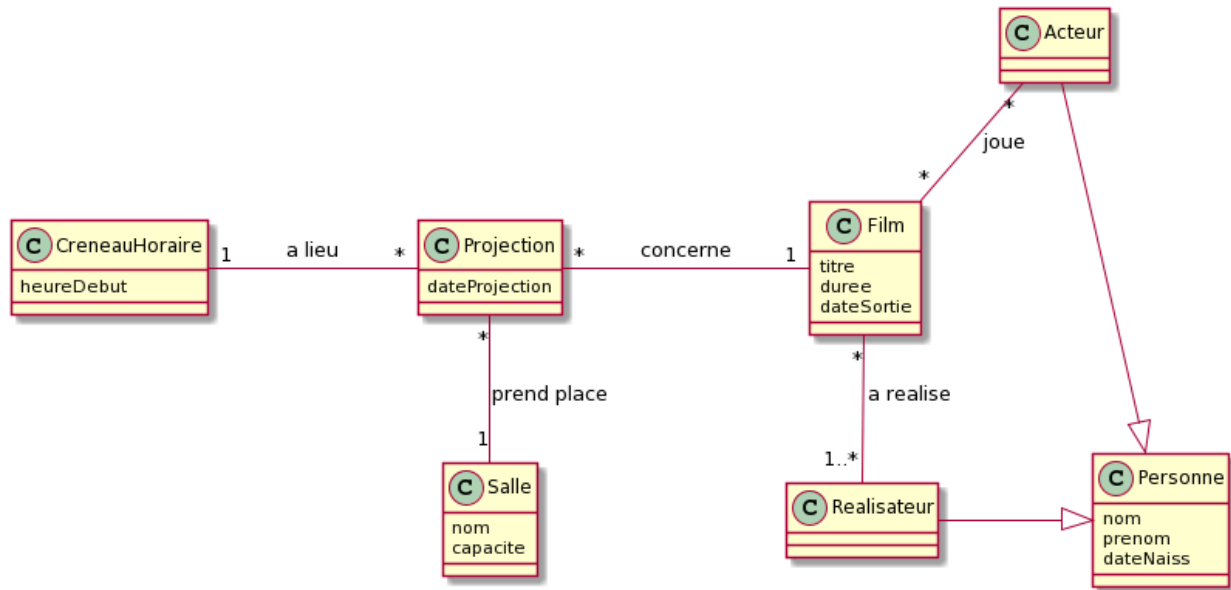 C Acteur
*
joue
*
C CreneauHoraire
heureDebut
1 a lieu *
C Projection
dateProjection
* concerne 1
C Film
titre
duree
dateSortie
*
prend place
1
*
a realise
1..*
C Salle
nom
capacite
C Realisateur
C Personne
nom
prenom
dateNaiss